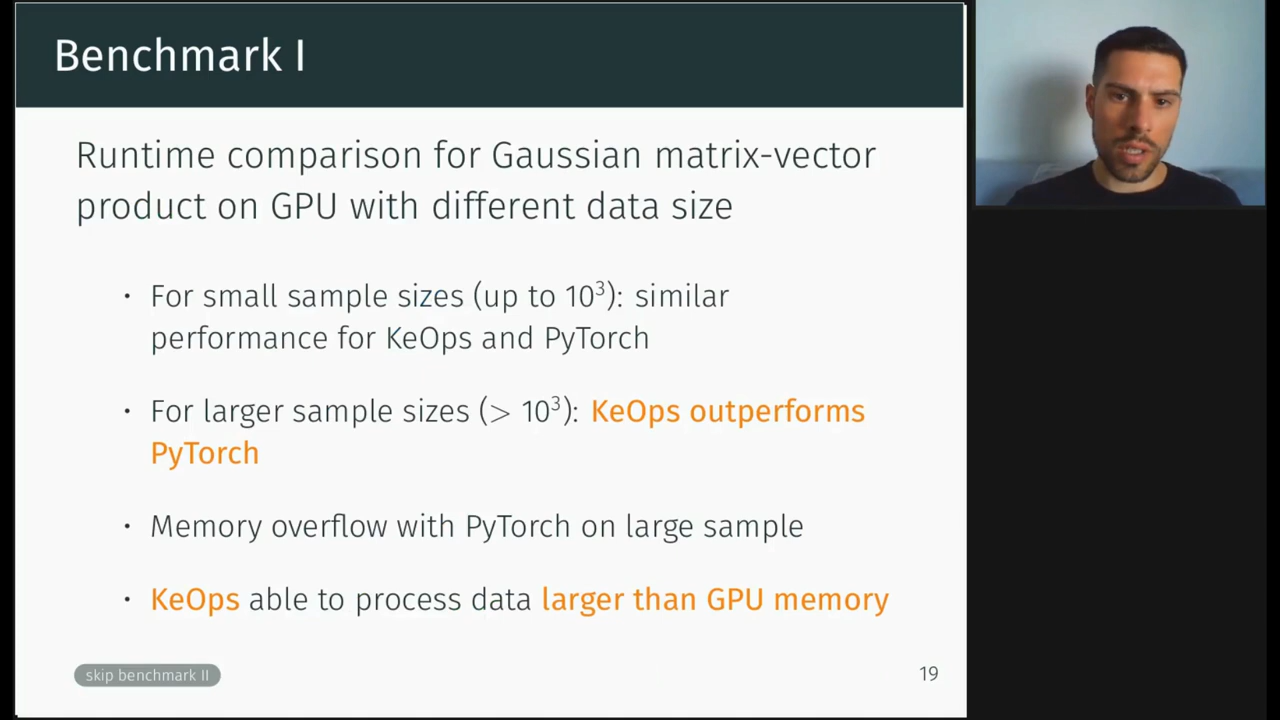 Benchmark I
Runtime comparison for Gaussian matrix-vector
product on GPU with different data size
• For small sample sizes (up to 10³): similar
performance for KeOps and PyTorch
• For larger sample sizes (> 10³): KeOps outperforms
PyTorch
• Memory overflow with PyTorch on large sample
• KeOps able to process data larger than GPU memory
skip benchmark II
19